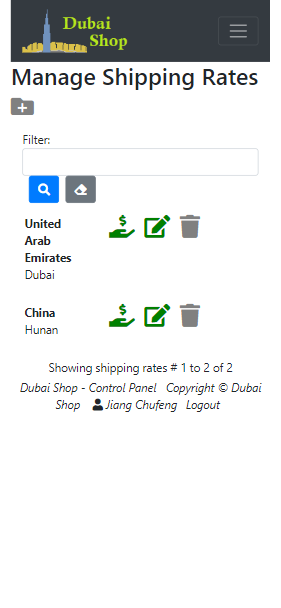 Dubai
Shop
Manage Shipping Rates
Filter:
United
Arab
Emirates
Dubai
China
Hunan
Showing shipping rates # 1 to 2 of 2
Dubai Shop - Control Panel Copyright © Dubai
Shop Jiang Chufeng Logout